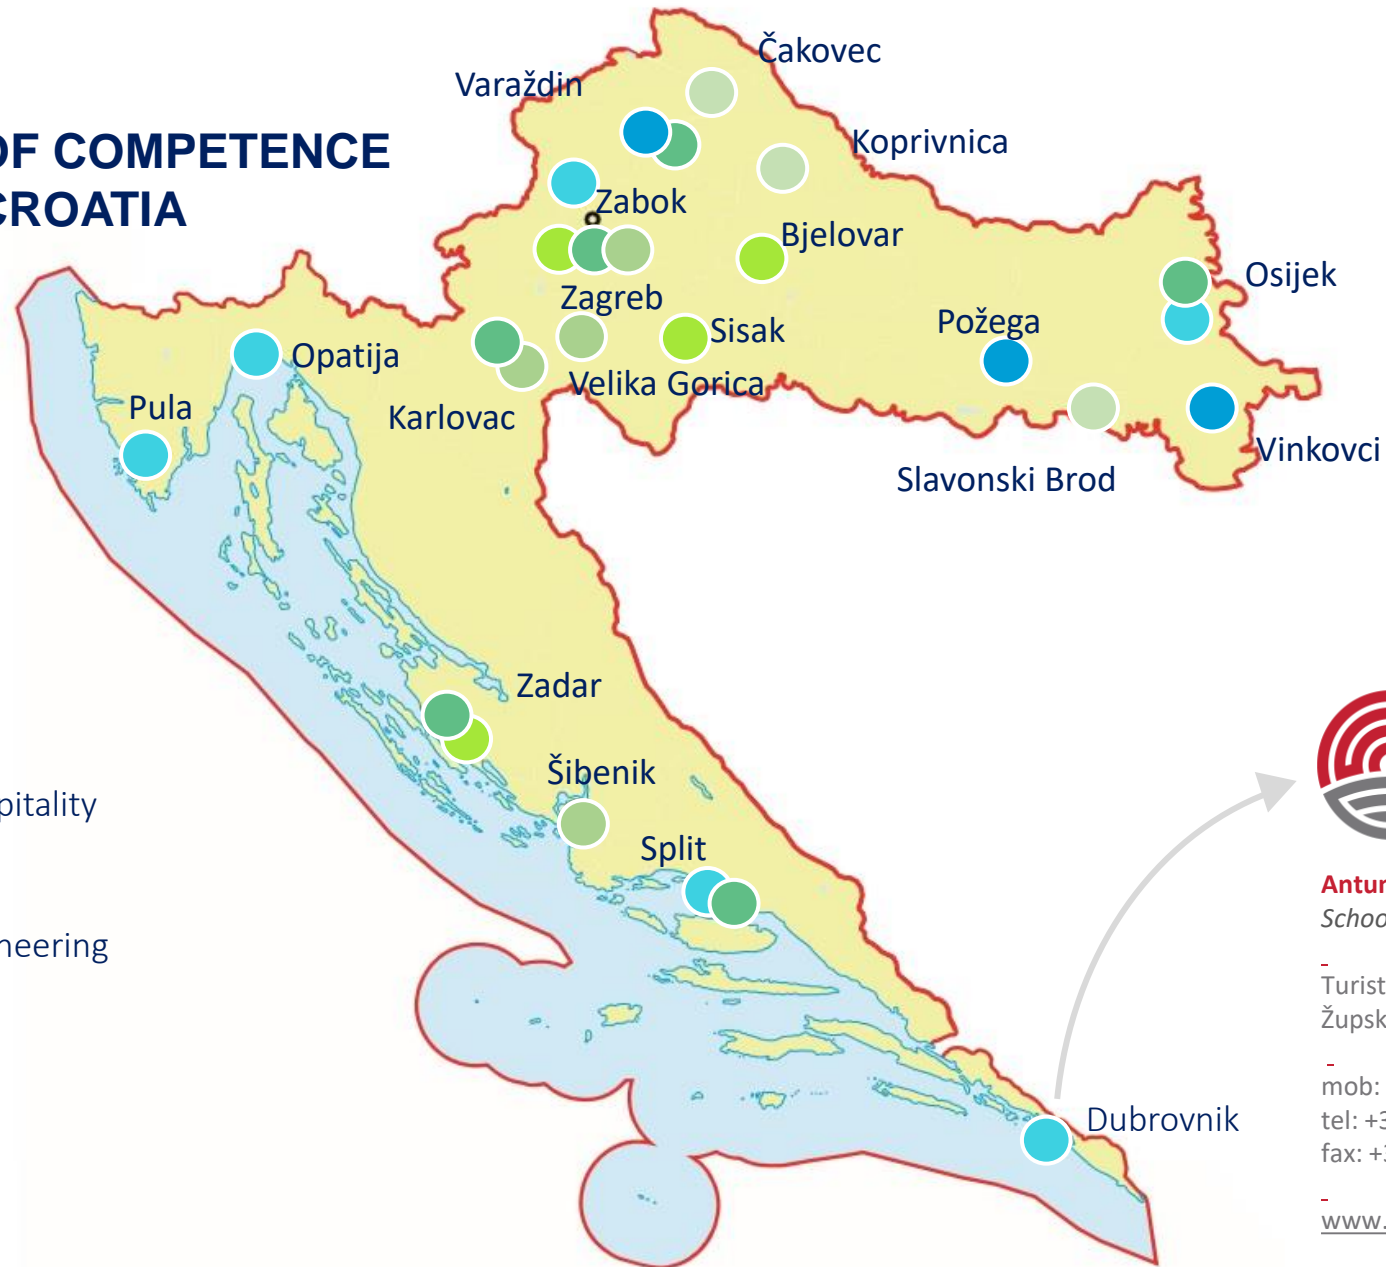 OF COMPETENCE
CROATIA
Čakovec
Varaždin
Koprivnica
Zabok
Bjelovar
Osijek
Zagreb
Sisak
Požega
Opatija
Velika Gorica
Pula
Karlovac
Vinkovci
Slavonski Brod
Zadar
Šibenik
pitality
Split
neering
Antur
Schoo
Turist
Župsk
mob:
tel: +3
fax: +3
www.
Dubrovnik